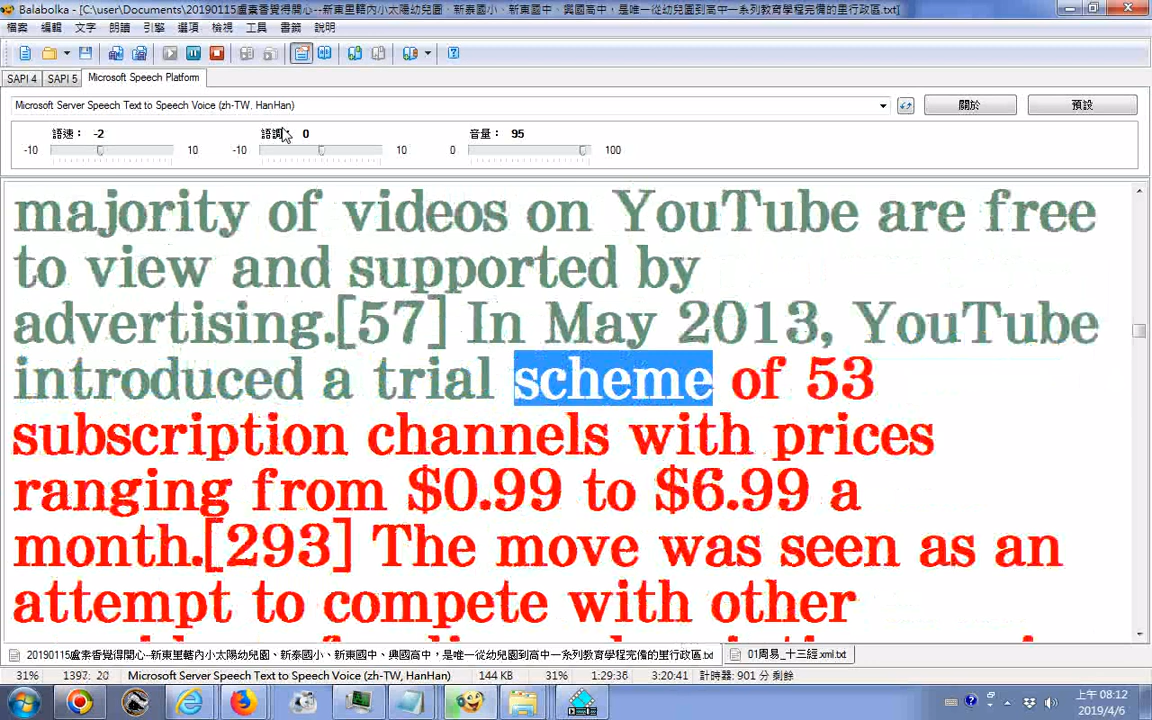 Balabolka - [C:\user\Documents\20190115盧素香覺得開心--新東里轄內小太陽幼兒園、新泰國小、新東國中、興國高中，是唯一從幼兒園到高中一系列教育學程完備的里行政區.txt]
檔案 編輯 文字 朗讀 引擎 選項 檢視 工具 書籤 說明
SAPI 4 SAPI 5 Microsoft Speech Platform
Microsoft Server Speech Text to Speech Voice (zh-TW, HanHan) 關於 預設
語速： -2 語調： 0 音量： 95
-10 10 -10 10 0 100
majority of videos on YouTube are free
to view and supported by
advertising.[57] In May 2013, YouTube
introduced a trial scheme of 53
subscription channels with prices
ranging from $0.99 to $6.99 a
month.[293] The move was seen as an
attempt to compete with other
20190115盧素香覺得開心--新東里轄內小太陽幼兒園、新泰國小、新東國中、興國高中，是唯一從幼兒園到高中一系列教育學程完備的里行政區.txt 01周易_十三經.xml.txt
31% 1397: 20 Microsoft Server Speech Text to Speech Voice (zh-TW, HanHan) 144 KB 31% 1:29:36 3:20:41 計時器: 901 分 剩餘
上午 08:12
2019/4/6